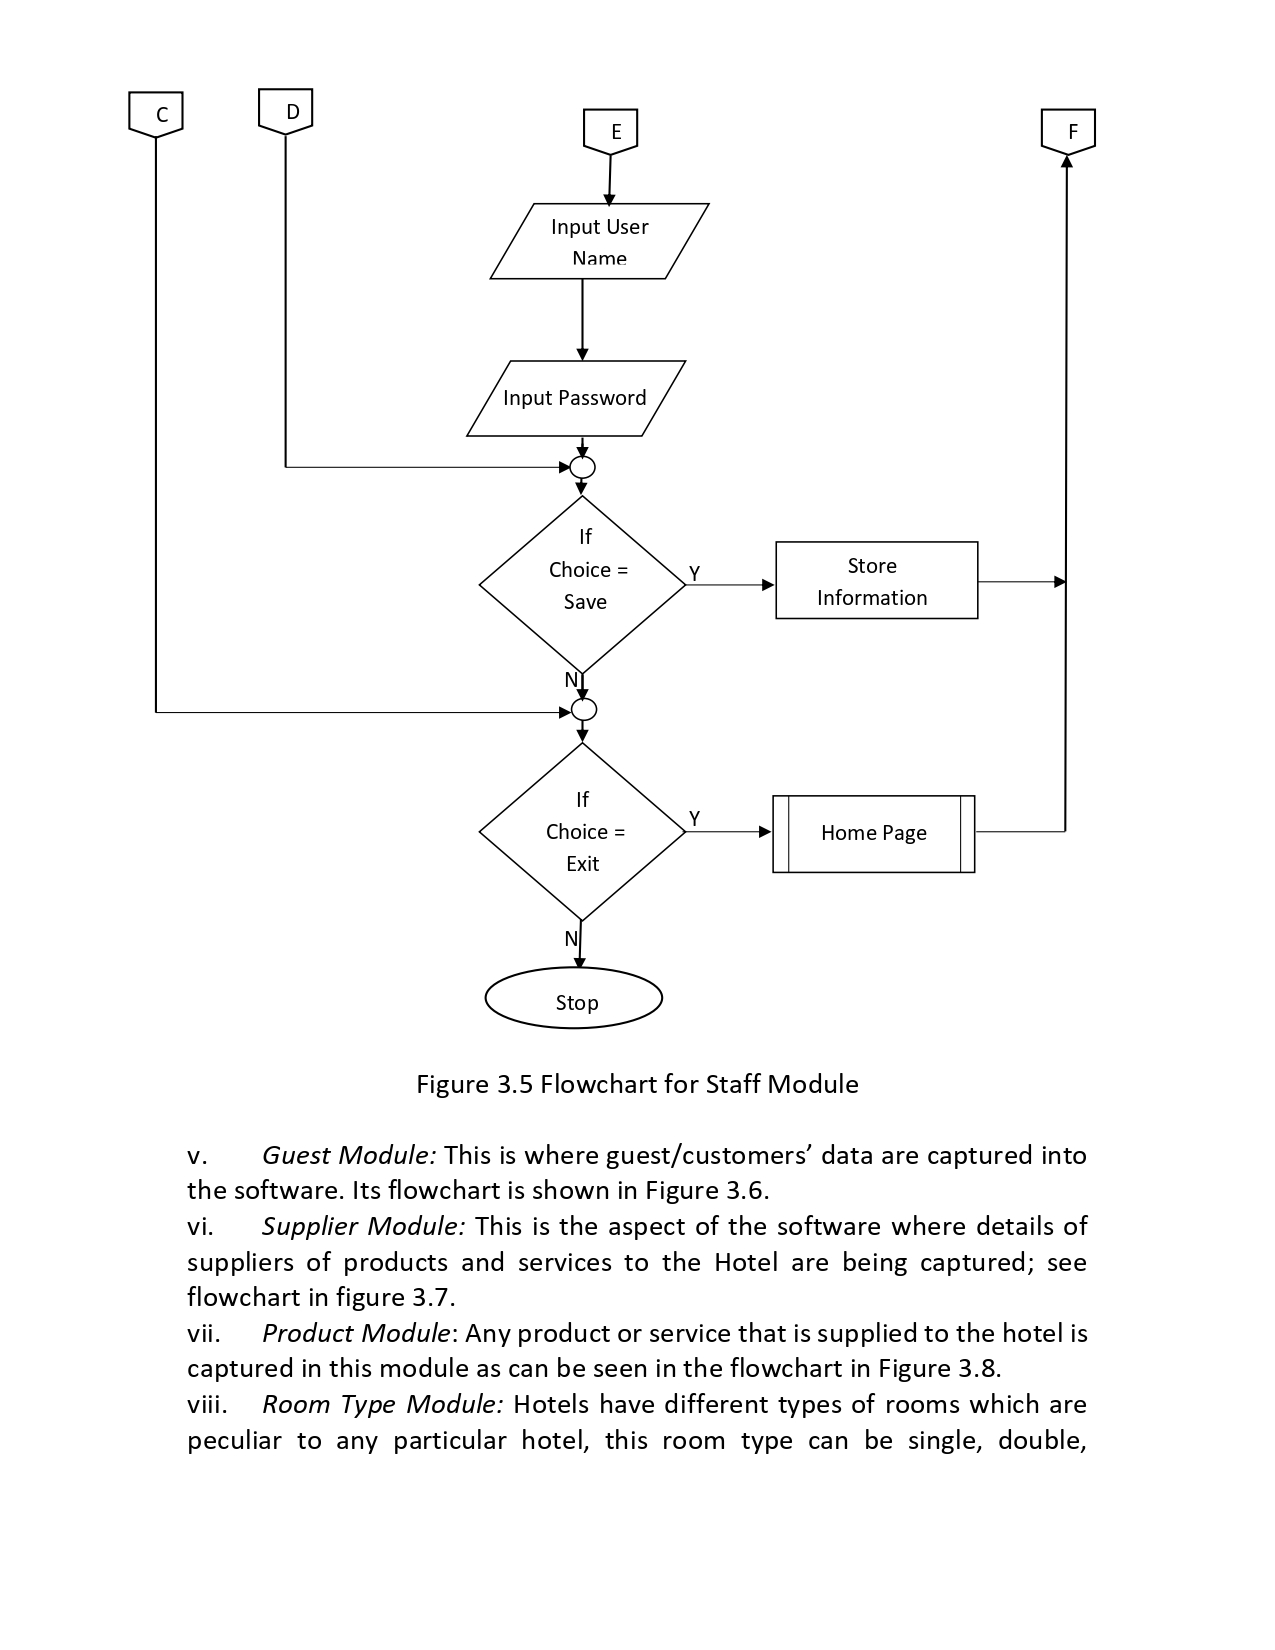 C
D
E
F
Input User
Name
Input Password
If
Choice =
Save
Y
Store
Information
N
If
Choice =
Exit
Y
Home Page
N
Stop
Figure 3.5 Flowchart for Staff Module
v. Guest Module: This is where guest/customers’ data are captured into
the software. Its flowchart is shown in Figure 3.6.
vi. Supplier Module: This is the aspect of the software where details of
suppliers of products and services to the Hotel are being captured; see
flowchart in figure 3.7.
vii. Product Module: Any product or service that is supplied to the hotel is
captured in this module as can be seen in the flowchart in Figure 3.8.
viii. Room Type Module: Hotels have different types of rooms which are
peculiar to any particular hotel, this room type can be single, double,